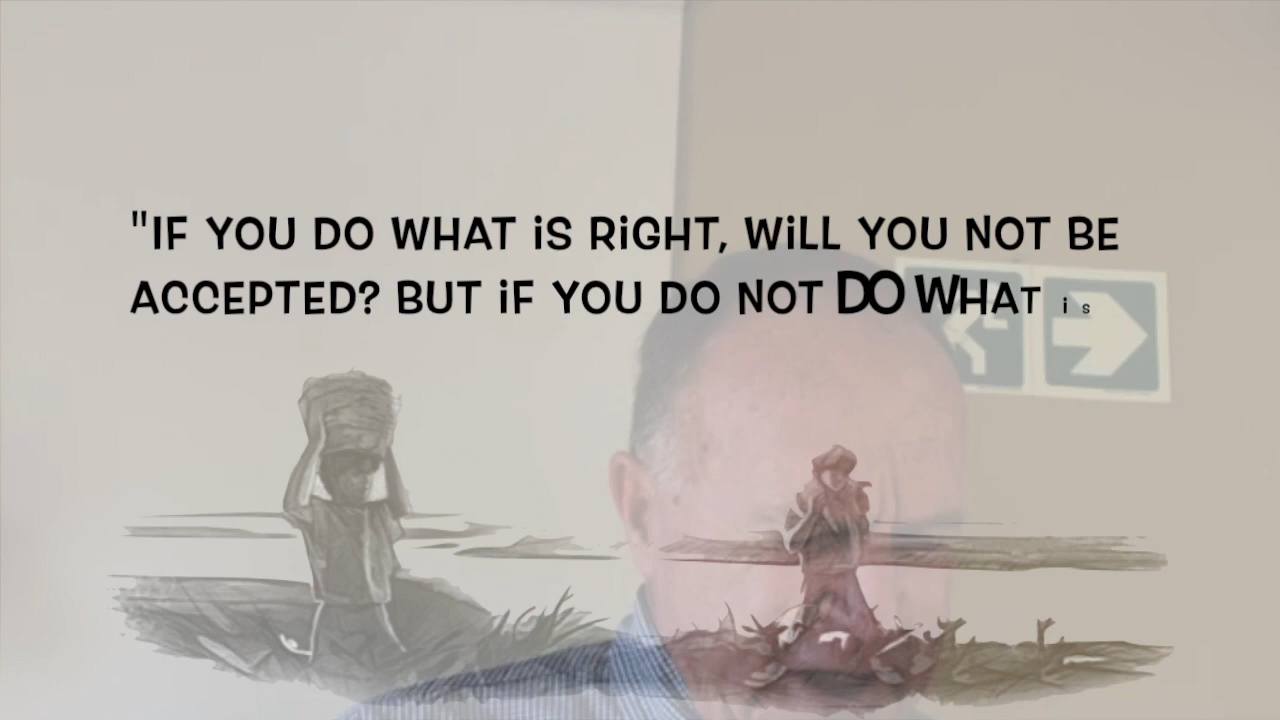 "IF YOU DO WHAT iS RiGHT, WiLL YOU NOT BE
ACCEPTED? BUT iF YOU DO NOT DO WHAT is